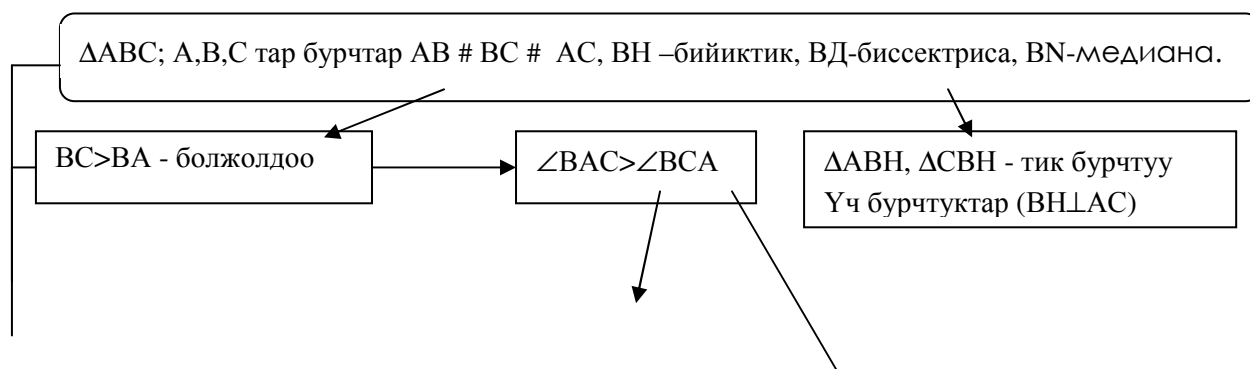 ΔABC; A,B,C тар бурчтар AB # BC #  AC, BH –бийиктик, ВД-биссектриса, BN-медиана.
BC>BA - болжолдоо
∠BAC>∠BCA
ΔABH, ΔCBH - тик бурчтуу
Үч бурчтуктар (BH⊥AC)